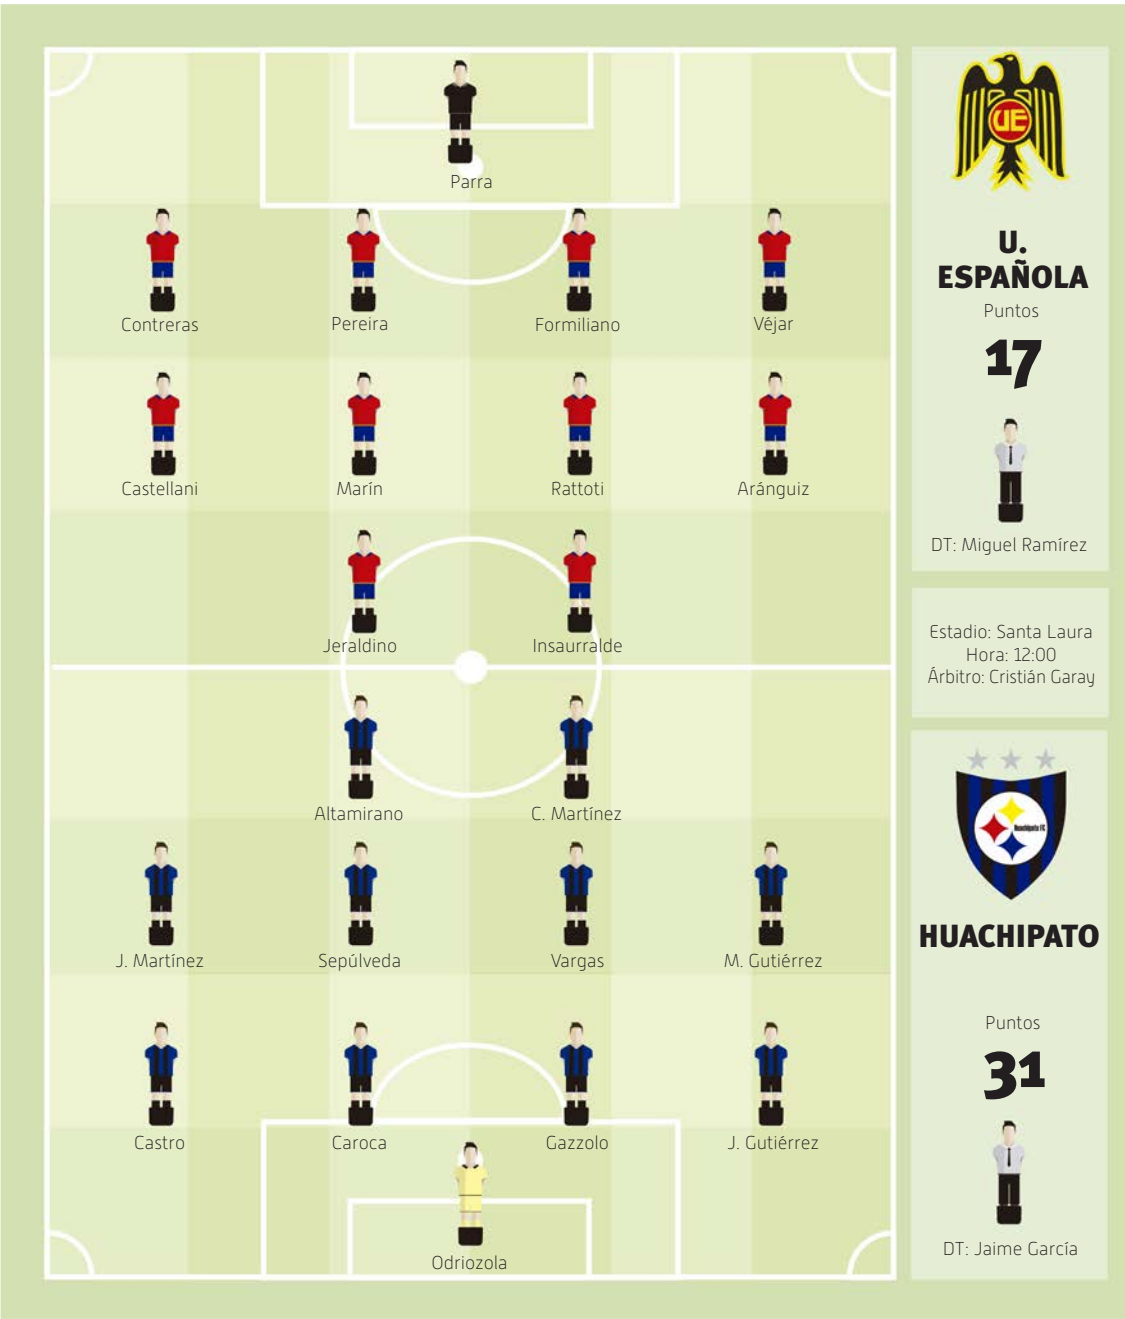 Parra
Contreras
Pereira
Formiliano
Véjar
Castellani
Marín
Rattoti
Aránguiz
Jeraldino
Insaurralde
Altamirano
C. Martínez
J. Martínez
Sepúlveda
Vargas
M. Gutiérrez
Castro
Caroca
Gazzolo
J. Gutiérrez
Odriozola
UE
U.
ESPAÑOLA
Puntos
17
DT: Miguel Ramírez
Estadio: Santa Laura
Hora: 12:00
Árbitro: Cristián Garay
Huachipato FC
HUACHIPATO
Puntos
31
DT: Jaime García